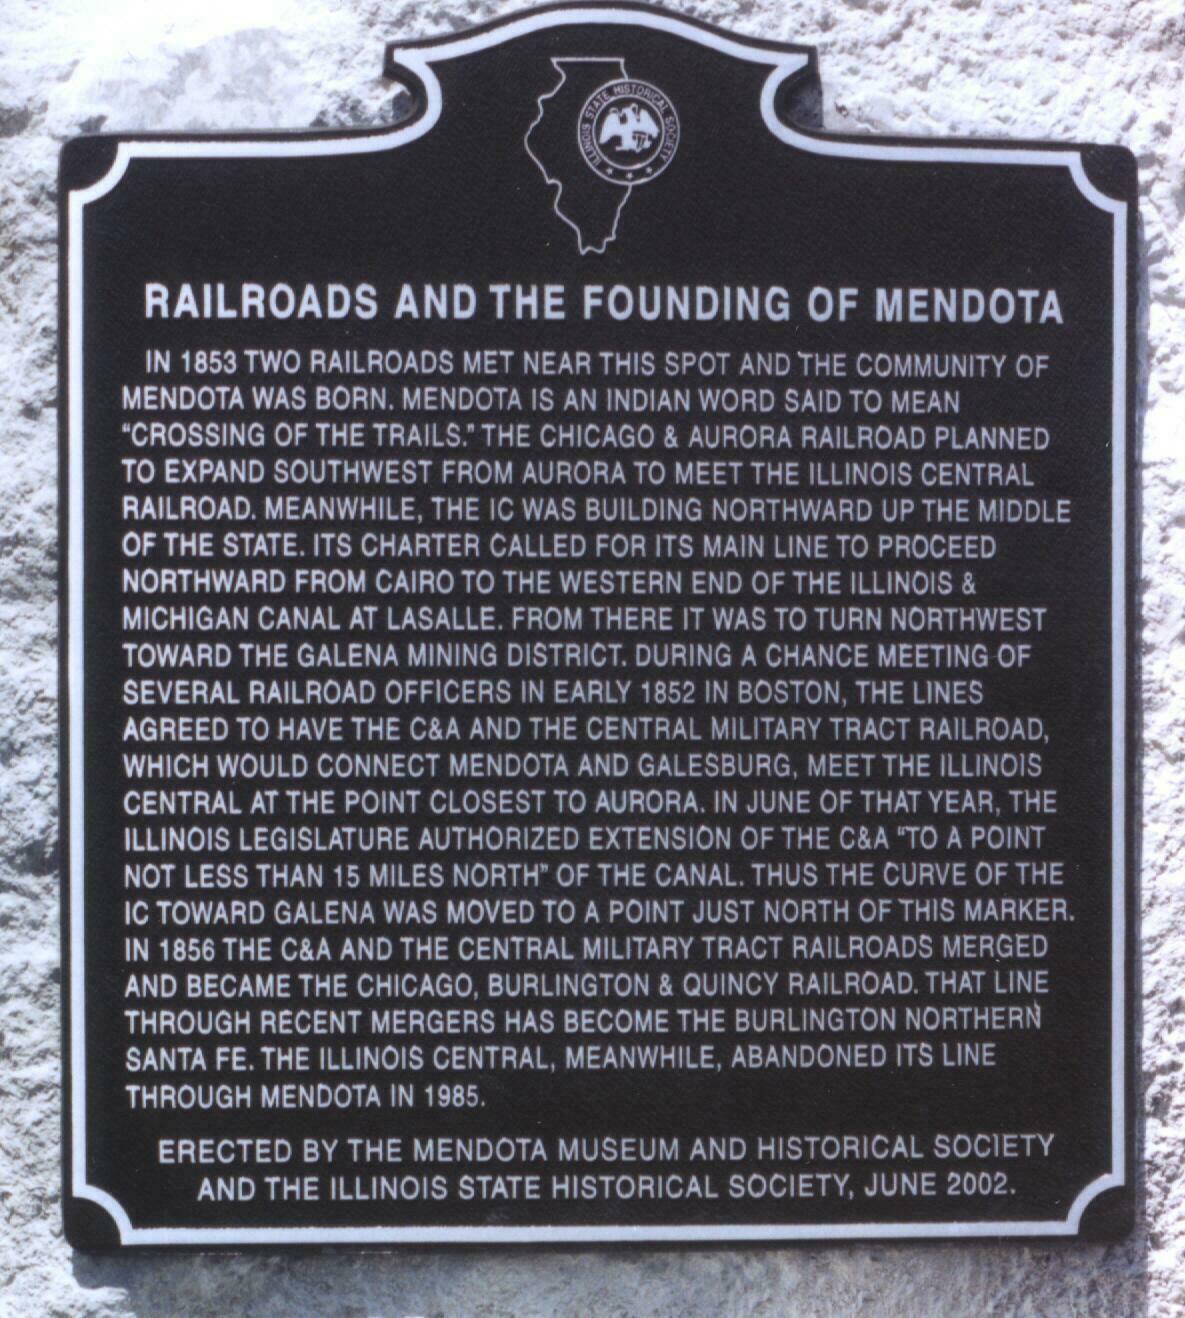 ILLINOIS STATE HISTORICAL SOCIETY
RAILROADS AND THE FOUNDING OF MENDOTA
IN 1853 TWO RAILROADS MET NEAR THIS SPOT AND THE COMMUNITY OF
MENDOTA WAS BORN. MENDOTA IS AN INDIAN WORD SAID TO MEAN
“CROSSING OF THE TRAILS.” THE CHICAGO & AURORA RAILROAD PLANNED
TO EXPAND SOUTHWEST FROM AURORA TO MEET THE ILLINOIS CENTRAL
RAILROAD. MEANWHILE, THE IC WAS BUILDING NORTHWARD UP THE MIDDLE
OF THE STATE. ITS CHARTER CALLED FOR ITS MAIN LINE TO PROCEED
NORTHWARD FROM CAIRO TO THE WESTERN END OF THE ILLINOIS &
MICHIGAN CANAL AT LASALLE. FROM THERE IT WAS TO TURN NORTHWEST
TOWARD THE GALENA MINING DISTRICT. DURING A CHANCE MEETING OF
SEVERAL RAILROAD OFFICERS IN EARLY 1852 IN BOSTON, THE LINES
AGREED TO HAVE THE C&A AND THE CENTRAL MILITARY TRACT RAILROAD,
WHICH WOULD CONNECT MENDOTA AND GALESBURG, MEET THE ILLINOIS
CENTRAL AT THE POINT CLOSEST TO AURORA. IN JUNE OF THAT YEAR, THE
ILLINOIS LEGISLATURE AUTHORIZED EXTENSION OF THE C&A “TO A POINT
NOT LESS THAN 15 MILES NORTH” OF THE CANAL. THUS THE CURVE OF THE
IC TOWARD GALENA WAS MOVED TO A POINT JUST NORTH OF THIS MARKER.
IN 1856 THE C&A AND THE CENTRAL MILITARY TRACT RAILROADS MERGED
AND BECAME THE CHICAGO, BURLINGTON & QUINCY RAILROAD. THAT LINE
THROUGH RECENT MERGERS HAS BECOME THE BURLINGTON NORTHERN
SANTA FE. THE ILLINOIS CENTRAL, MEANWHILE, ABANDONED ITS LINE
THROUGH MENDOTA IN 1985.
ERECTED BY THE MENDOTA MUSEUM AND HISTORICAL SOCIETY
AND THE ILLINOIS STATE HISTORICAL SOCIETY, JUNE 2002.